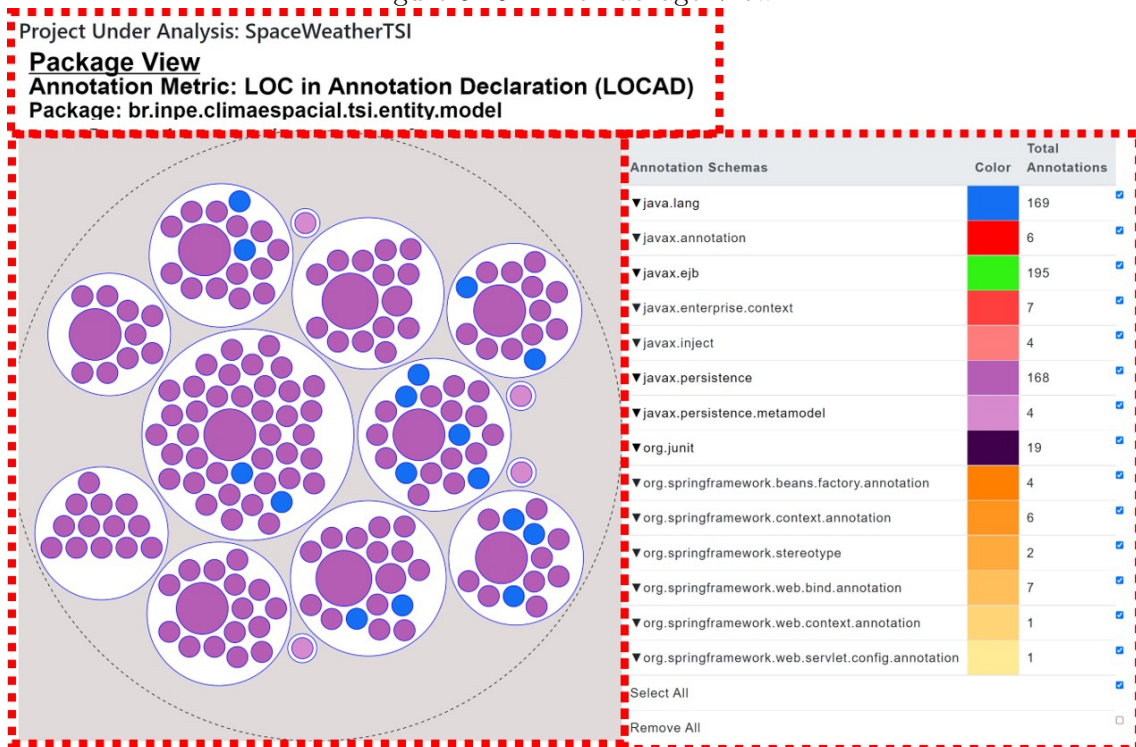 Project Under Analysis: SpaceWeatherTSI
Package View
Annotation Metric: LOC in Annotation Declaration (LOCAD)
Package: br.inpe.climaespacial.tsi.entity.model
Annotation Schemas Color Total Annotations
▼java.lang 169
▼javax.annotation 6
▼javax.ejb 195
▼javax.enterprise.context 7
▼javax.inject 4
▼javax.persistence 168
▼javax.persistence.metamodel 4
▼org.junit 19
▼org.springframework.beans.factory.annotation 4
▼org.springframework.context.annotation 6
▼org.springframework.stereotype 2
▼org.springframework.web.bind.annotation 7
▼org.springframework.web.context.annotation 1
▼org.springframework.web.servlet.config.annotation 1
Select All
Remove All